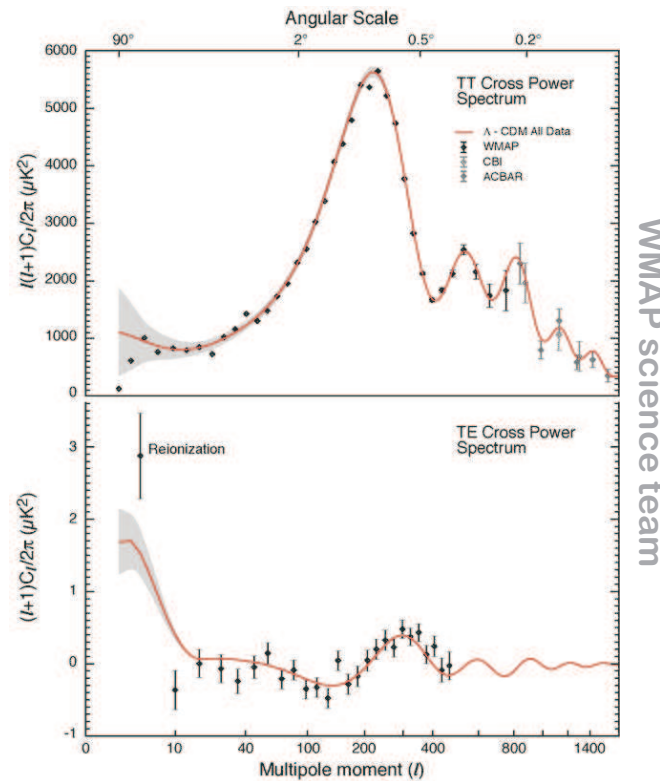 Angular Scale
90° 2° 0.5° 0.2°
6000
TT Cross Power
Spectrum
Λ - CDM All Data
WMAP
CBI
ACBAR
5000
4000
3000
2000
1000
0
l(l+1)Cl/2π (μK²)
3
Reionization
TE Cross Power
Spectrum
2
1
0
-1
(l+1)Cl/2π (μK²)
0 10 40 100 200 400 800 1400
Multipole moment (l)
WMAP science team